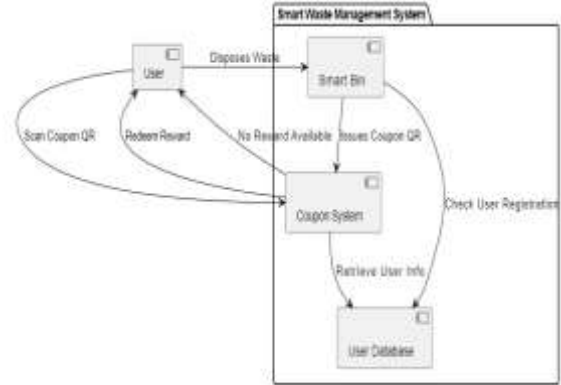 Smart Waste Management System
User
Disposes Waste
Smart Bin
Scan Coupon QR
Redeem Reward
No Reward Available
Issues Coupon QR
Coupon System
Check User Registration
Retrieve User Info
User Database